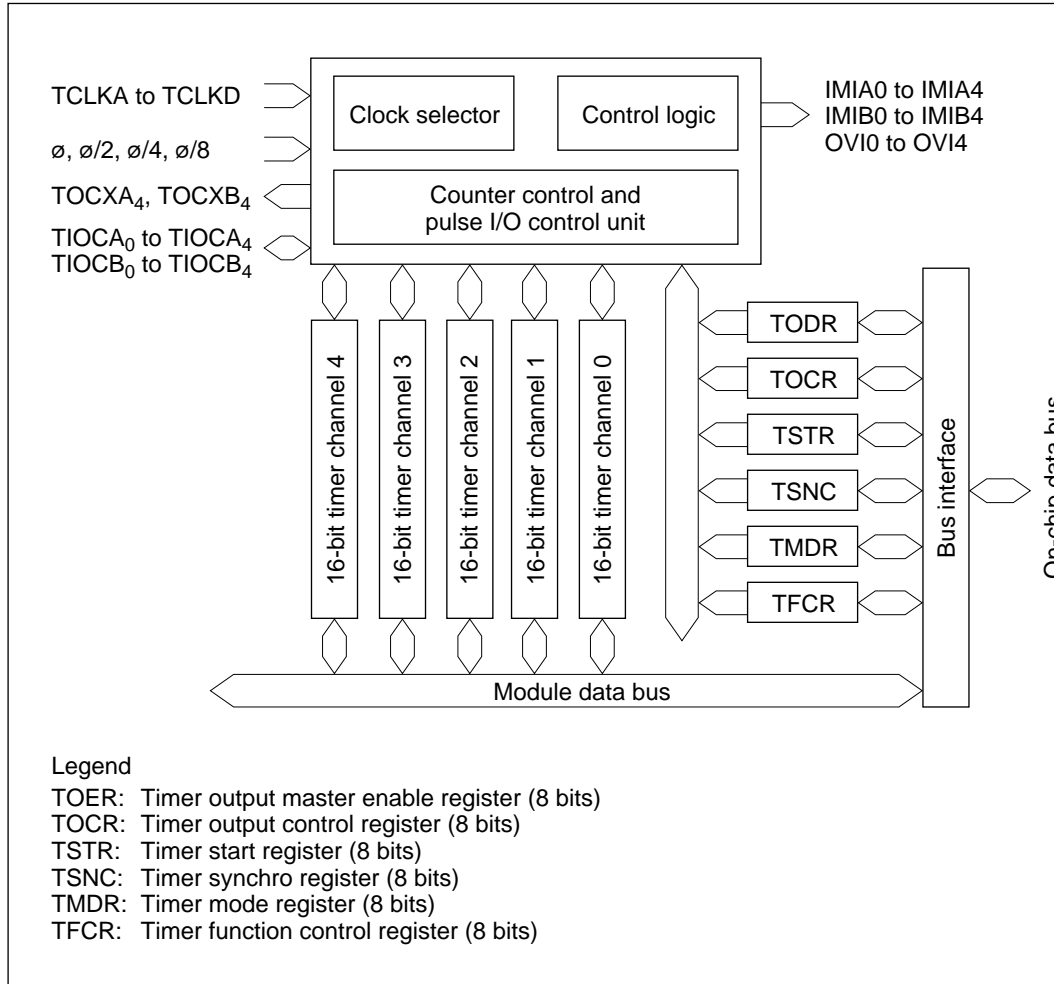 TCLKA to TCLKD
ø, ø/2, ø/4, ø/8
TOCXA4, TOCXB4
TIOCA0 to TIOCA4
TIOCB0 to TIOCB4
Clock selector
Control logic
Counter control and
pulse I/O control unit
IMIA0 to IMIA4
IMIB0 to IMIB4
OVI0 to OVI4
16-bit timer channel 4
16-bit timer channel 3
16-bit timer channel 2
16-bit timer channel 1
16-bit timer channel 0
TODR
TOCR
TSTR
TSNC
TMDR
TFCR
Bus interface
On-chip data bus
Module data bus
Legend
TOER: Timer output master enable register (8 bits)
TOCR: Timer output control register (8 bits)
TSTR: Timer start register (8 bits)
TSNC: Timer synchro register (8 bits)
TMDR: Timer mode register (8 bits)
TFCR: Timer function control register (8 bits)